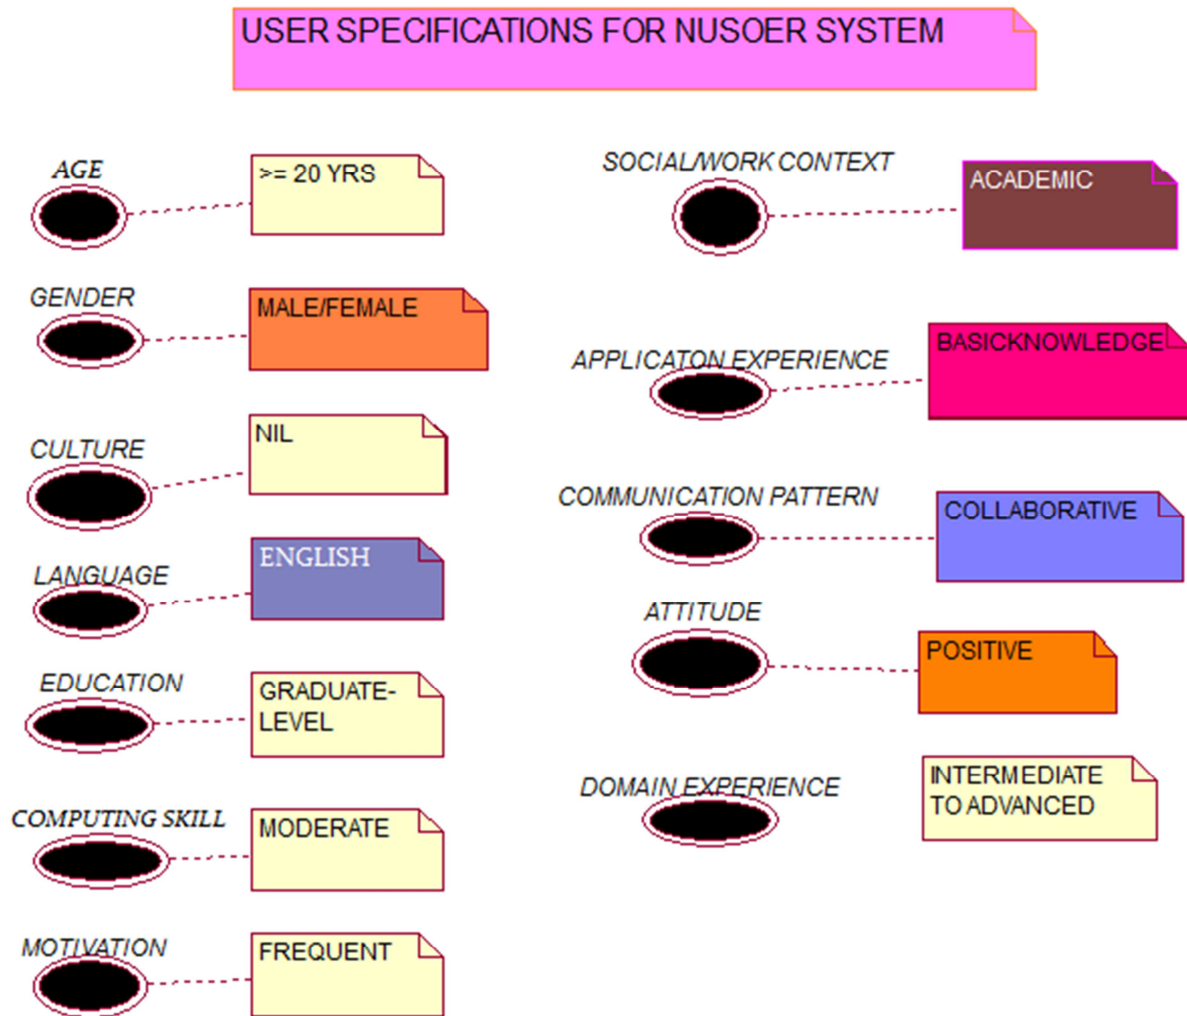 USER SPECIFICATIONS FOR NUSOER SYSTEM
AGE
>= 20 YRS
GENDER
MALE/FEMALE
CULTURE
NIL
LANGUAGE
ENGLISH
EDUCATION
GRADUATE-
LEVEL
COMPUTING SKILL
MODERATE
MOTIVATION
FREQUENT
SOCIAL/WORK CONTEXT
ACADEMIC
APPLICATON EXPERIENCE
BASICKNOWLEDGE
COMMUNICATION PATTERN
COLLABORATIVE
ATTITUDE
POSITIVE
DOMAIN EXPERIENCE
INTERMEDIATE
TO ADVANCED